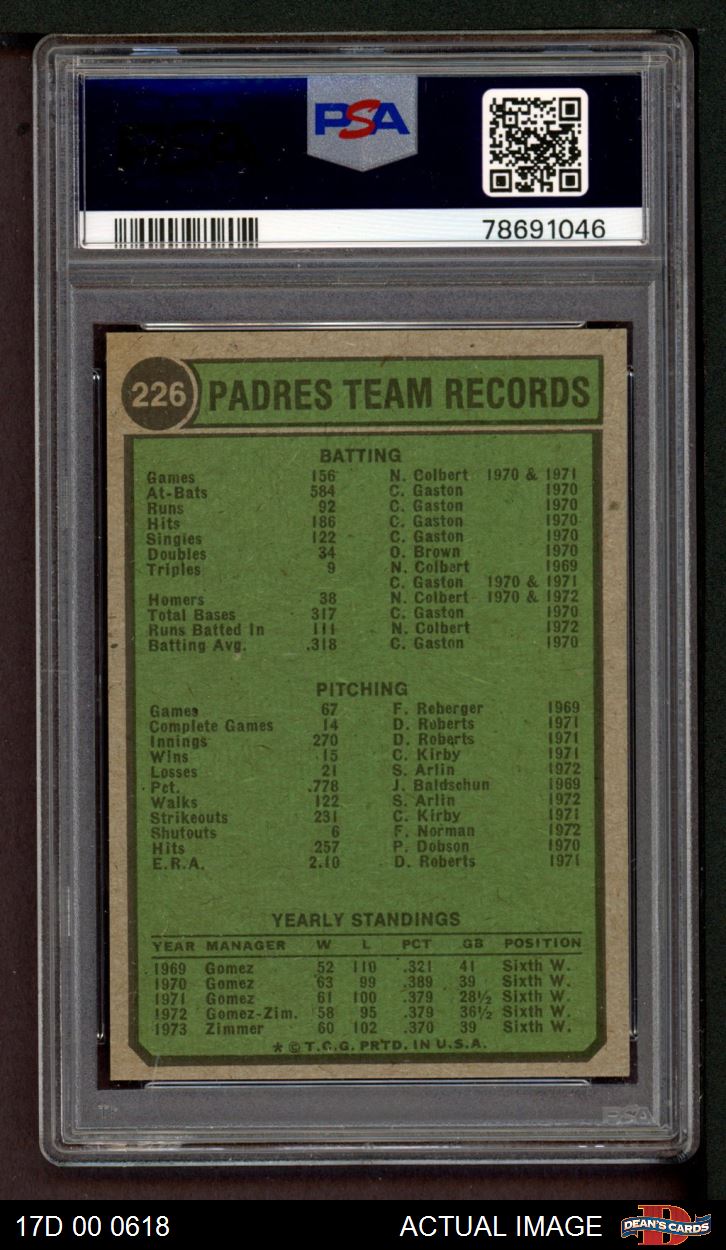 PSA
78691046
226 PADRES TEAM RECORDS
BATTING
Games 156 N. Colbert 1970 & 1971
At-Bats 584 C. Gaston 1970
Runs 92 C. Gaston 1970
Hits 186 C. Gaston 1970
Singles 122 C. Gaston 1970
Doubles 34 O. Brown 1970
Triples 9 N. Colbert 1969
C. Gaston 1970 & 1971
Homers 38 N. Colbert 1970 & 1972
Total Bases 317 C. Gaston 1970
Runs Batted In 111 N. Colbert 1972
Batting Avg. .318 C. Gaston 1970
PITCHING
Games 67 F. Reberger 1969
Complete Games 14 D. Roberts 1971
Innings 270 D. Roberts 1971
Wins 15 C. Kirby 1971
Losses 21 S. Arlin 1972
Pct. .778 J. Baldschun 1969
Walks 122 S. Arlin 1972
Strikeouts 231 C. Kirby 1971
Shutouts 6 F. Norman 1972
Hits 257 P. Dobson 1970
E.R.A. 2.10 D. Roberts 1971
YEARLY STANDINGS
YEAR MANAGER W L PCT GB POSITION
1969 Gomez 52 110 .321 41 Sixth W.
1970 Gomez 63 99 .389 39 Sixth W.
1971 Gomez 61 100 .379 28½ Sixth W.
1972 Gomez-Zim. 58 95 .379 36½ Sixth W.
1973 Zimmer 60 102 .370 39 Sixth W.
* © T.C.G. PRTD. IN U.S.A.
PSA
17D 00 0618 ACTUAL IMAGE DEAN'S CARDS